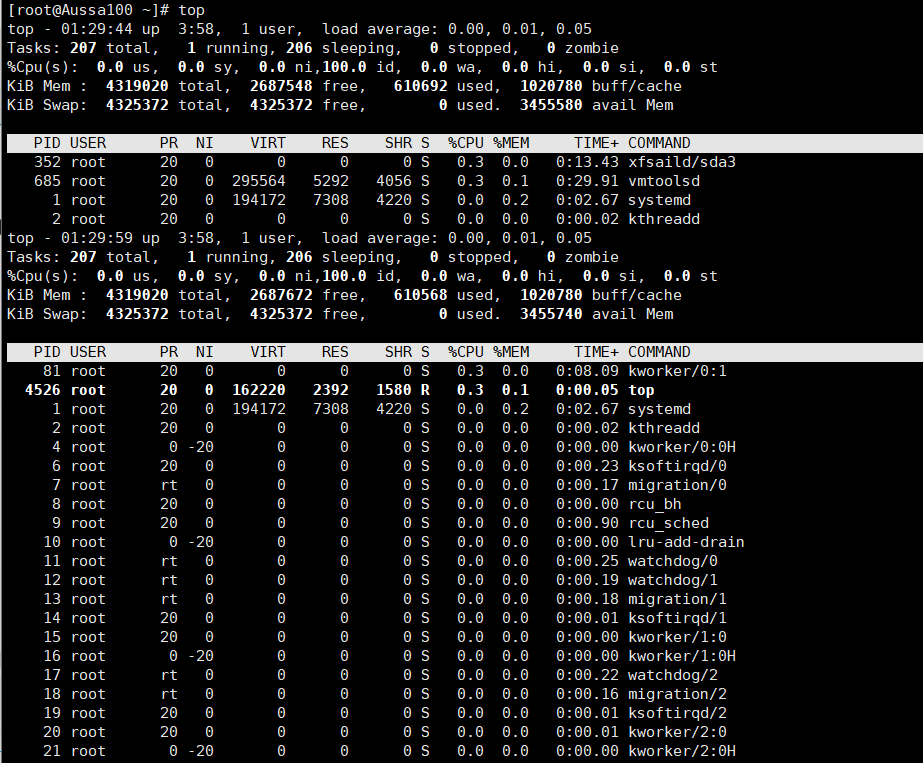 [root@Aussa100 ~]# top
top - 01:29:44 up  3:58,  1 user,  load average: 0.00, 0.01, 0.05
Tasks: 207 total,   1 running, 206 sleeping,   0 stopped,   0 zombie
%Cpu(s):  0.0 us,  0.0 sy,  0.0 ni,100.0 id,  0.0 wa,  0.0 hi,  0.0 si,  0.0 st
KiB Mem :  4319020 total,  2687548 free,   610692 used,  1020780 buff/cache
KiB Swap:  4325372 total,  4325372 free,        0 used.  3455580 avail Mem
PID USER      PR  NI    VIRT    RES    SHR S  %CPU %MEM     TIME+ COMMAND
352 root      20   0       0      0      0 S   0.3  0.0   0:13.43 xfsaild/sda3
685 root      20   0  295564   5292   4056 S   0.3  0.1   0:29.91 vmtoolsd
1 root      20   0  194172   7308   4220 S   0.0  0.2   0:02.67 systemd
2 root      20   0       0      0      0 S   0.0  0.0   0:00.02 kthreadd
top - 01:29:59 up  3:58,  1 user,  load average: 0.00, 0.01, 0.05
Tasks: 207 total,   1 running, 206 sleeping,   0 stopped,   0 zombie
%Cpu(s):  0.0 us,  0.0 sy,  0.0 ni,100.0 id,  0.0 wa,  0.0 hi,  0.0 si,  0.0 st
KiB Mem :  4319020 total,  2687672 free,   610568 used,  1020780 buff/cache
KiB Swap:  4325372 total,  4325372 free,        0 used.  3455740 avail Mem
PID USER      PR  NI    VIRT    RES    SHR S  %CPU %MEM     TIME+ COMMAND
81 root      20   0       0      0      0 S   0.3  0.0   0:08.09 kworker/0:1
4526 root      20   0  162220   2392   1580 R   0.3  0.1   0:00.05 top
1 root      20   0  194172   7308   4220 S   0.0  0.2   0:02.67 systemd
2 root      20   0       0      0      0 S   0.0  0.0   0:00.02 kthreadd
4 root       0 -20       0      0      0 S   0.0  0.0   0:00.00 kworker/0:0H
6 root      20   0       0      0      0 S   0.0  0.0   0:00.23 ksoftirqd/0
7 root      rt   0       0      0      0 S   0.0  0.0   0:00.17 migration/0
8 root      20   0       0      0      0 S   0.0  0.0   0:00.00 rcu_bh
9 root      20   0       0      0      0 S   0.0  0.0   0:00.90 rcu_sched
10 root       0 -20       0      0      0 S   0.0  0.0   0:00.00 lru-add-drain
11 root      rt   0       0      0      0 S   0.0  0.0   0:00.25 watchdog/0
12 root      rt   0       0      0      0 S   0.0  0.0   0:00.19 watchdog/1
13 root      rt   0       0      0      0 S   0.0  0.0   0:00.18 migration/1
14 root      20   0       0      0      0 S   0.0  0.0   0:00.01 ksoftirqd/1
15 root      20   0       0      0      0 S   0.0  0.0   0:00.00 kworker/1:0
16 root       0 -20       0      0      0 S   0.0  0.0   0:00.00 kworker/1:0H
17 root      rt   0       0      0      0 S   0.0  0.0   0:00.22 watchdog/2
18 root      rt   0       0      0      0 S   0.0  0.0   0:00.16 migration/2
19 root      20   0       0      0      0 S   0.0  0.0   0:00.01 ksoftirqd/2
20 root      20   0       0      0      0 S   0.0  0.0   0:00.01 kworker/2:0
21 root       0 -20       0      0      0 S   0.0  0.0   0:00.00 kworker/2:0H